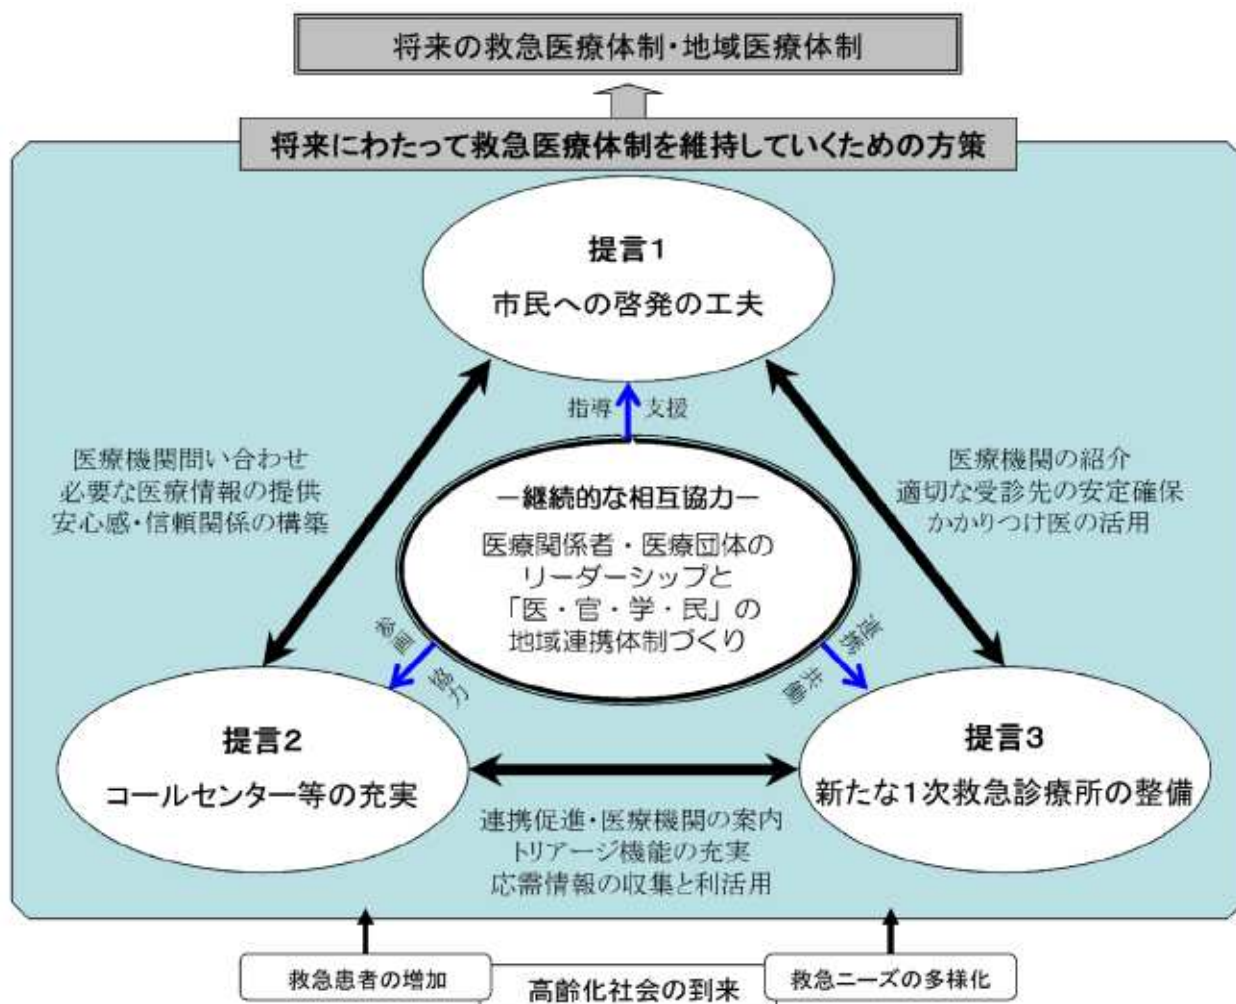 将来の救急医療体制・地域医療体制
将来にわたって救急医療体制を維持していくための方策
提言1
市民への啓発の工夫
指導 支援
医療機関問い合わせ
必要な医療情報の提供
安心感・信頼関係の構築
医療機関の紹介
適切な受診先の安定確保
かかりつけ医の活用
―継続的な相互協力―
医療関係者・医療団体の
リーダーシップと
「医・官・学・民」の
地域連携体制づくり
参画
協力
連携
共働
提言2
コールセンター等の充実
提言3
新たな1次救急診療所の整備
連携促進・医療機関の案内
トリアージ機能の充実
応需情報の収集と利活用
救急患者の増加
高齢化社会の到来
救急ニーズの多様化